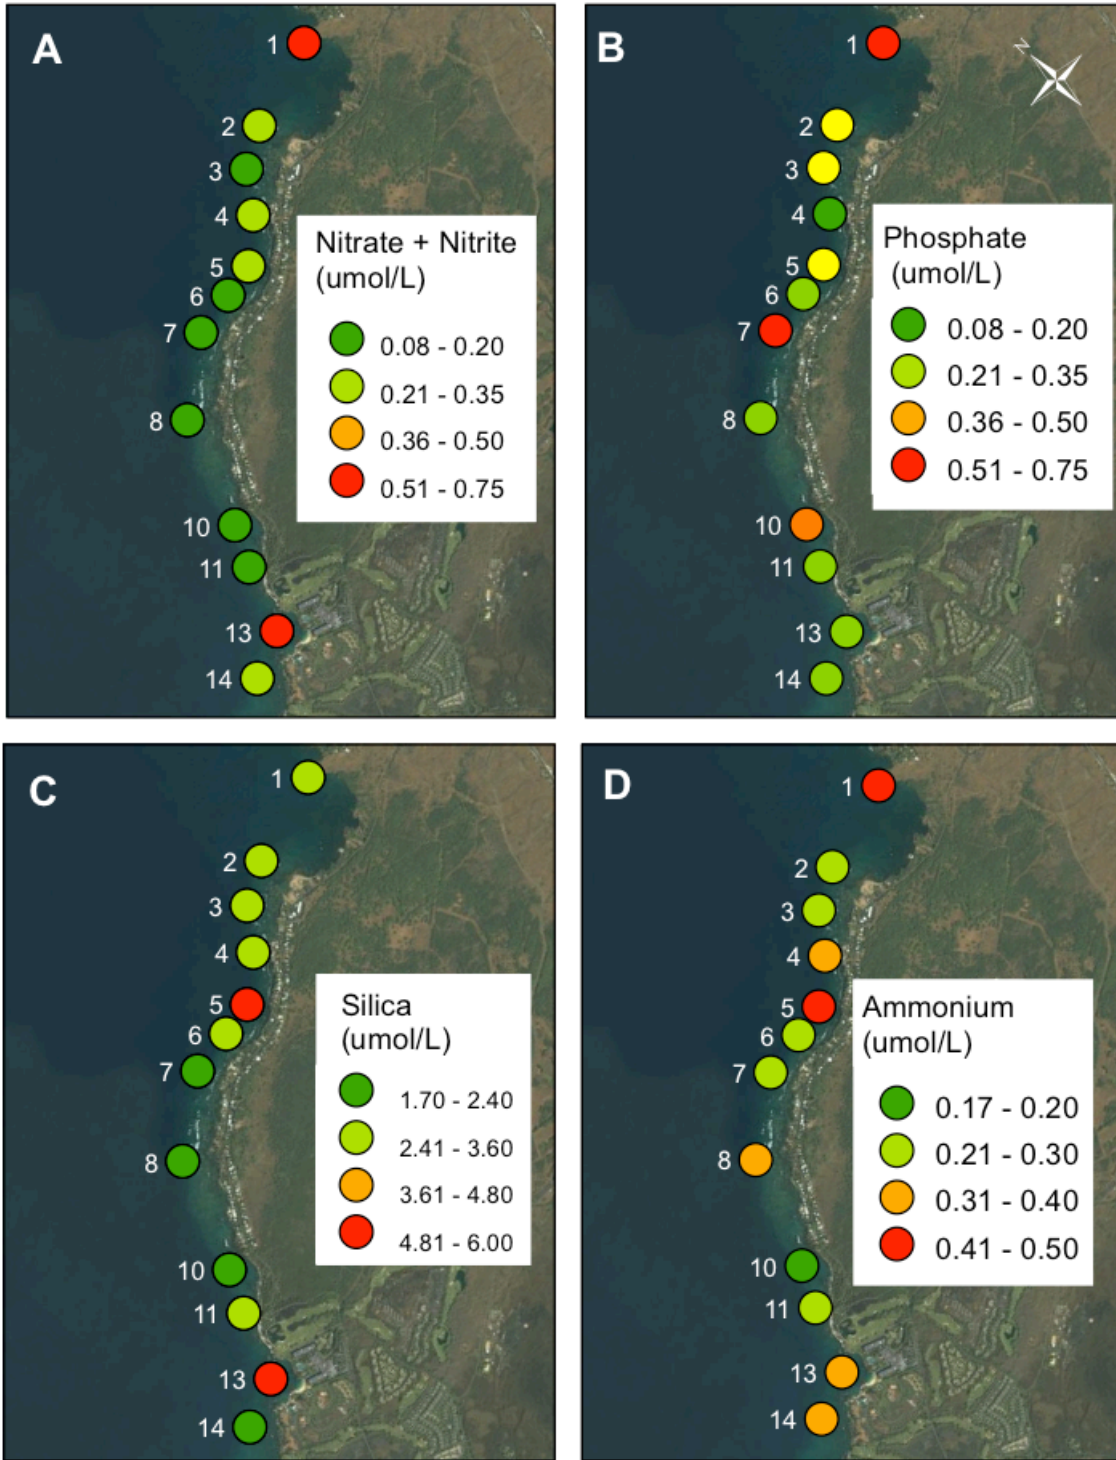 A
1
2
3
4
5
6
7
8
10
11
13
14
Nitrate + Nitrite
(umol/L)
0.08 - 0.20
0.21 - 0.35
0.36 - 0.50
0.51 - 0.75
B
N
1
2
3
4
5
6
7
8
10
11
13
14
Phosphate
(umol/L)
0.08 - 0.20
0.21 - 0.35
0.36 - 0.50
0.51 - 0.75
C
1
2
3
4
5
6
7
8
10
11
13
14
Silica
(umol/L)
1.70 - 2.40
2.41 - 3.60
3.61 - 4.80
4.81 - 6.00
D
1
2
3
4
5
6
7
8
10
11
13
14
Ammonium
(umol/L)
0.17 - 0.20
0.21 - 0.30
0.31 - 0.40
0.41 - 0.50